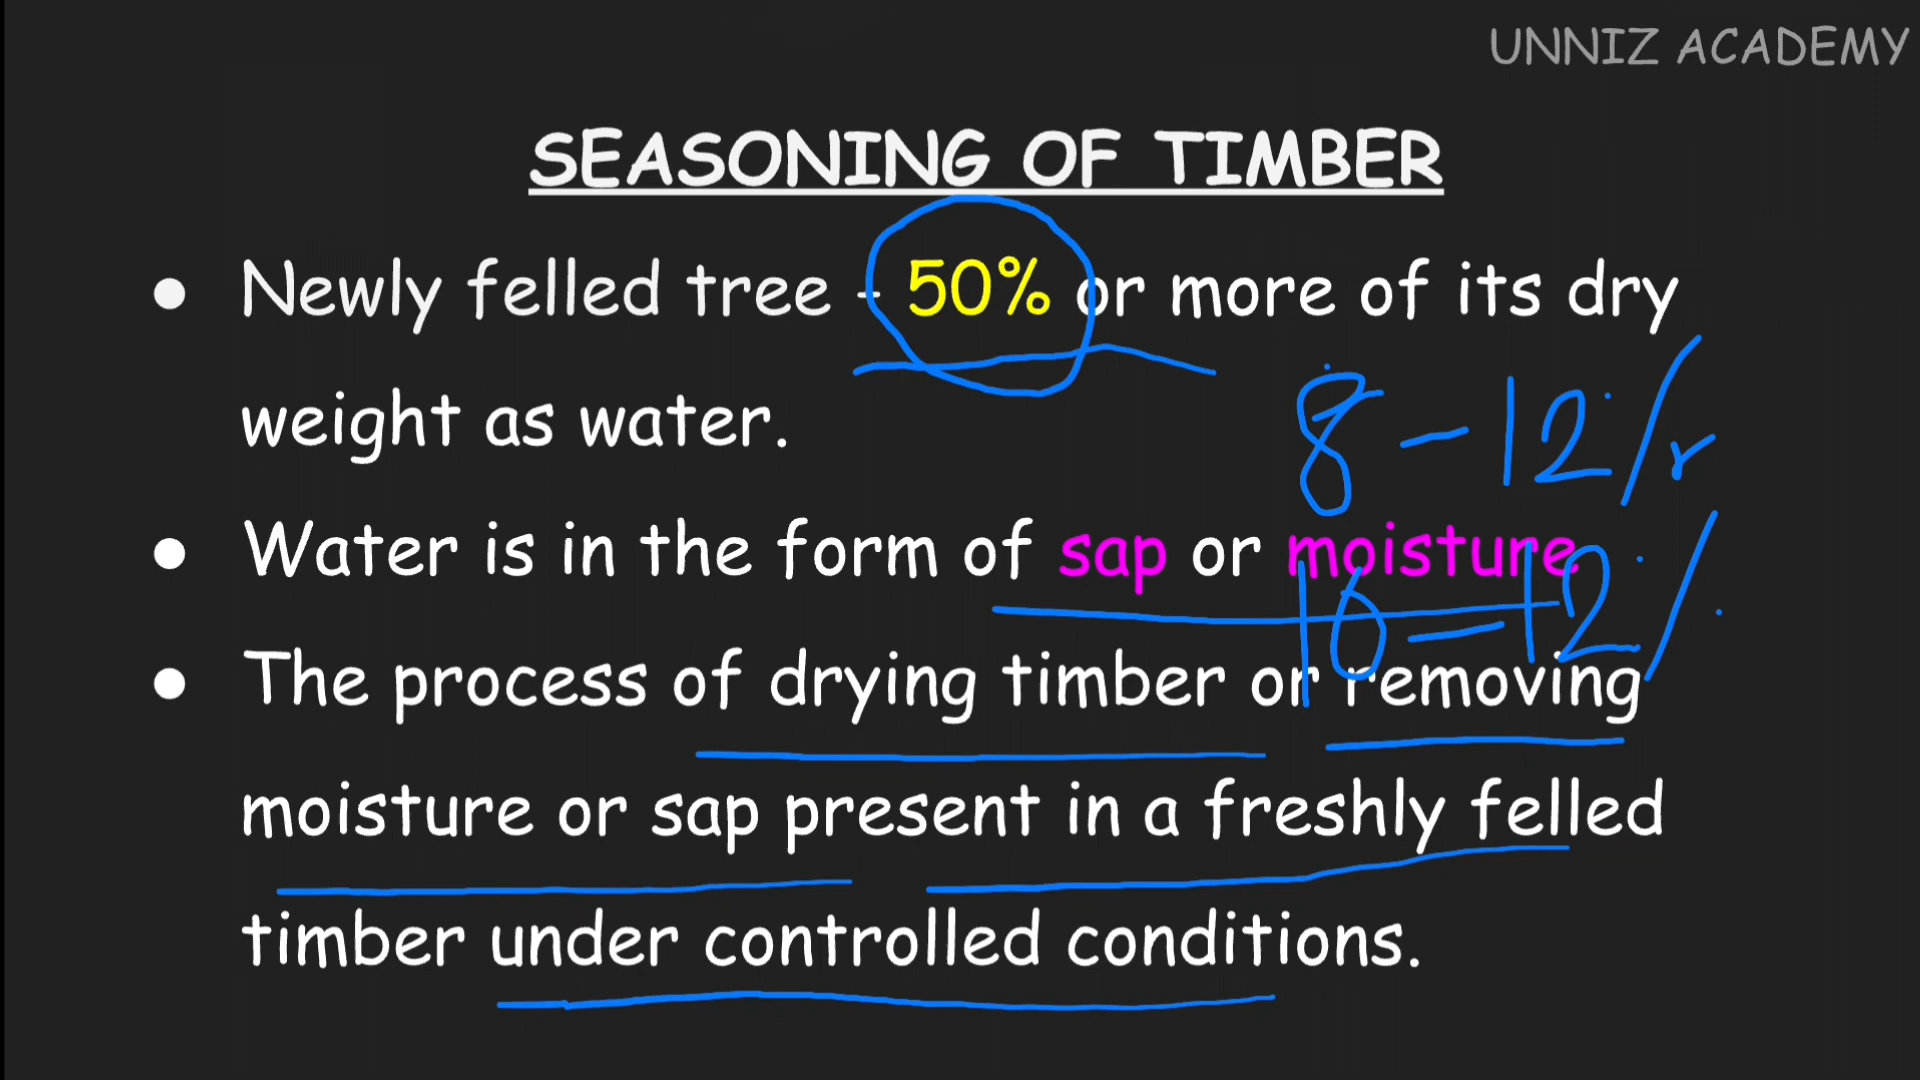 UNNIZ ACADEMY
SEASONING OF TIMBER
● Newly felled tree - 50% or more of its dry
weight as water.
8-12%
● Water is in the form of sap or moisture.
10-12%
● The process of drying timber or removing
moisture or sap present in a freshly felled
timber under controlled conditions.